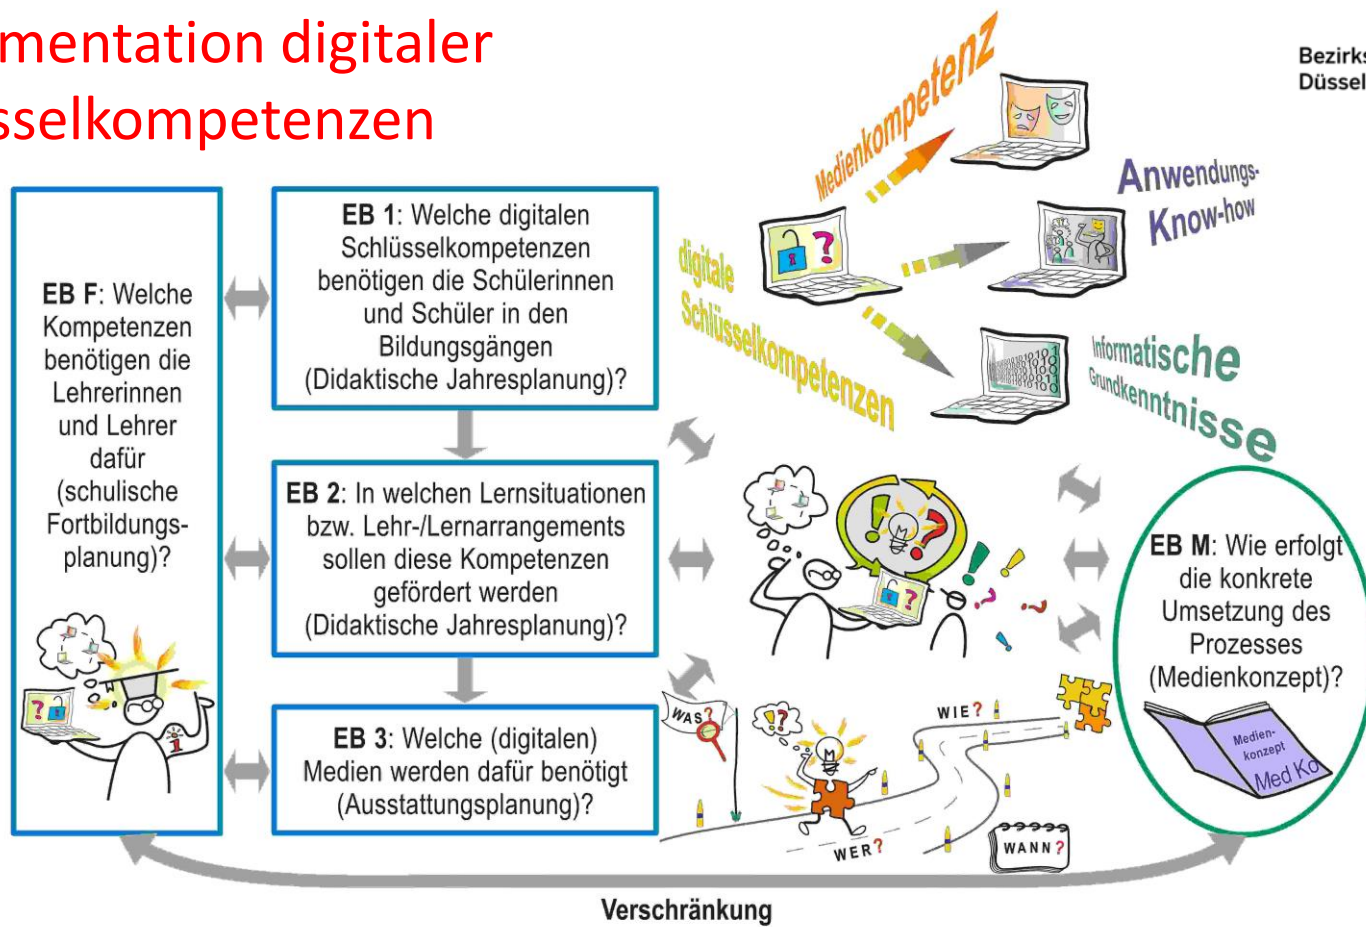 mentation digitaler
sselkompetenzen
Bezirks
Düssel
Medienkompetenz
Anwendungs-
Know-how
digitale
Schlüsselkompetenzen
Informatische
Grundkenntnisse
EB F: Welche
Kompetenzen
benötigen die
Lehrerinnen
und Lehrer
dafür
(schulische
Fortbildungs-
planung)?
EB 1: Welche digitalen
Schlüsselkompetenzen
benötigen die Schülerinnen
und Schüler in den
Bildungsgängen
(Didaktische Jahresplanung)?
EB 2: In welchen Lernsituationen
bzw. Lehr-/Lernarrangements
sollen diese Kompetenzen
gefördert werden
(Didaktische Jahresplanung)?
EB 3: Welche (digitalen)
Medien werden dafür benötigt
(Ausstattungsplanung)?
WAS?
WIE?
WER?
WANN?
EB M: Wie erfolgt
die konkrete
Umsetzung des
Prozesses
(Medienkonzept)?
Medien-
konzept
Med Ko
Verschränkung